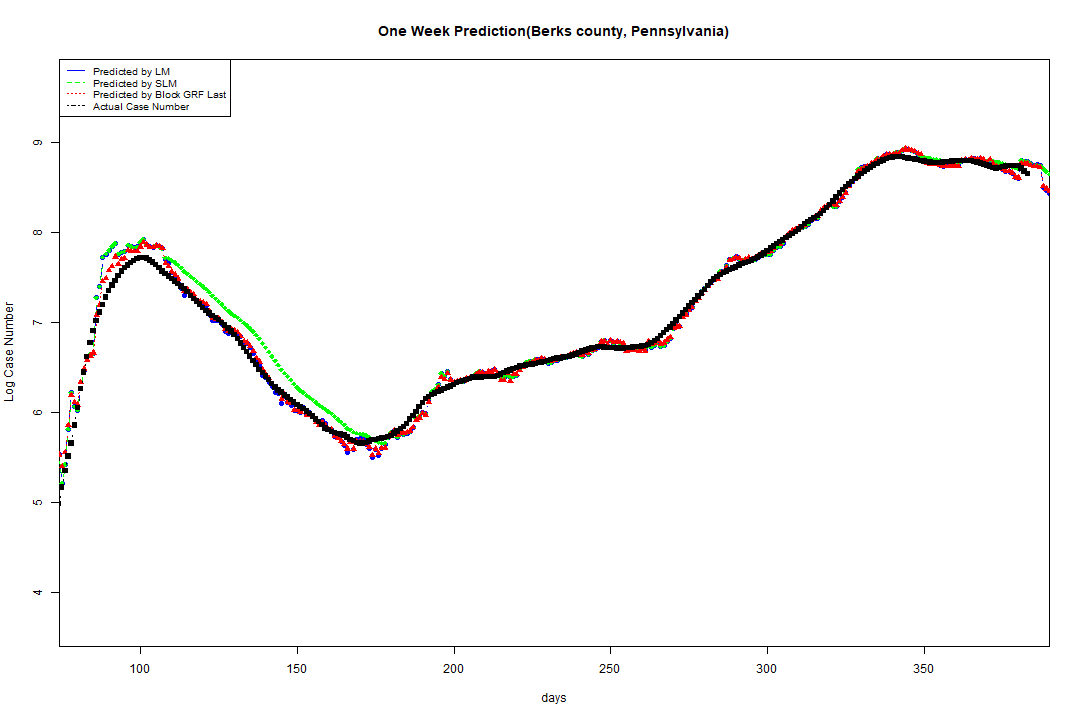 One Week Prediction(Berks county, Pennsylvania)
Predicted by LM
Predicted by SLM
Predicted by Block GRF Last
Actual Case Number
9
8
7
6
5
4
Log Case Number
100 150 200 250 300 350
days